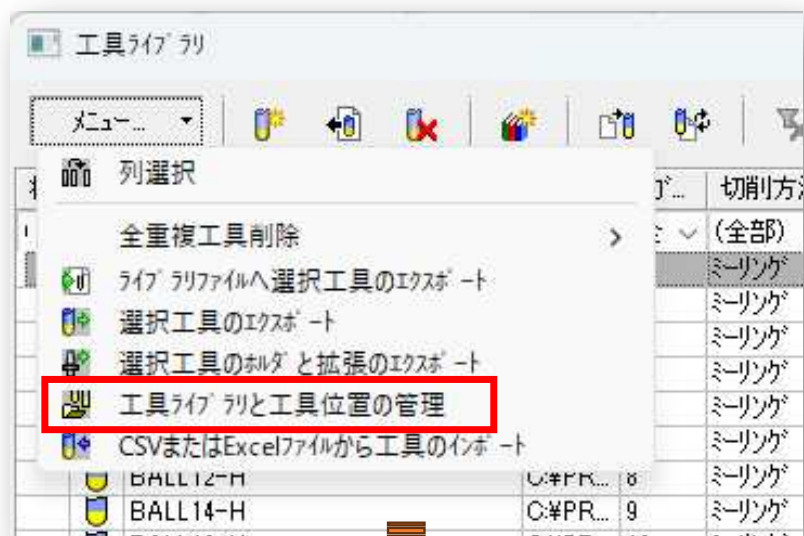 工具ﾗｲﾌﾞﾗﾘ
ﾒﾆｭｰ...
列選択
切削方
全重複工具削除
(全部)
ﾗｲﾌﾞﾗﾘﾌｧｲﾙへ選択工具のｴｸｽﾎﾟｰﾄ
ﾐｰﾘﾝｸﾞ
ﾐｰﾘﾝｸﾞ
選択工具のｴｸｽﾎﾟｰﾄ
ﾐｰﾘﾝｸﾞ
選択工具のﾎﾙﾀﾞと拡張のｴｸｽﾎﾟｰﾄ
ﾐｰﾘﾝｸﾞ
工具ﾗｲﾌﾞﾗﾘと工具位置の管理
ﾐｰﾘﾝｸﾞ
CSVまたはExcelﾌｧｲﾙから工具のｲﾝﾎﾟｰﾄ
ﾐｰﾘﾝｸﾞ
BALL12-H C:¥PR... 8 ﾐｰﾘﾝｸﾞ
BALL14-H C:¥PR... 9 ﾐｰﾘﾝｸﾞ